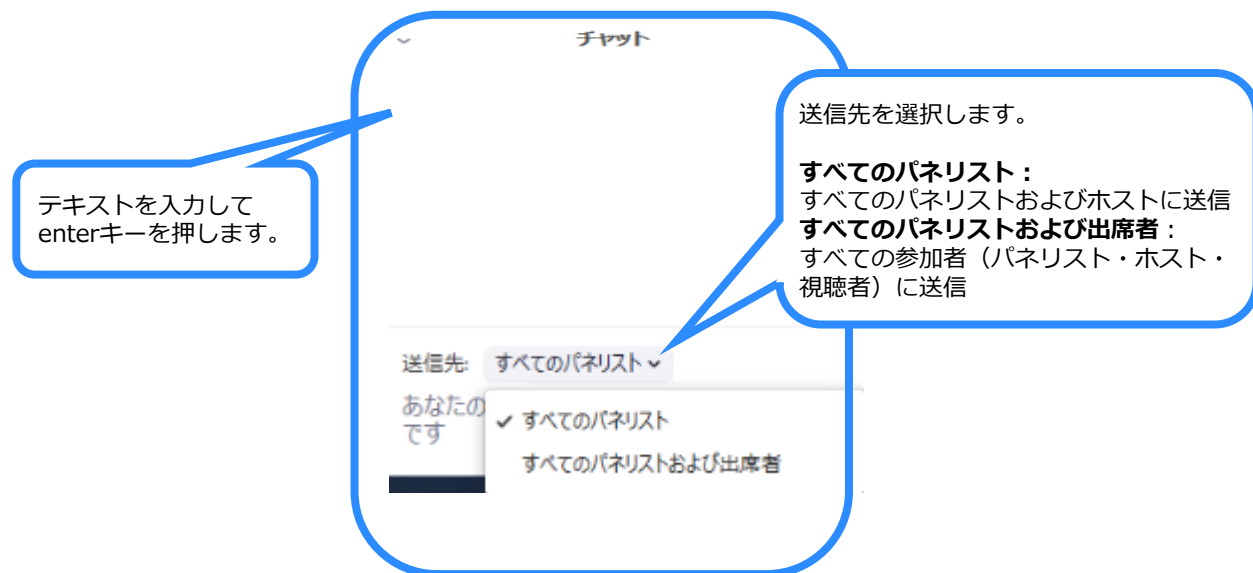 チャット
テキストを入力して
enterキーを押します。
送信先を選択します。
すべてのパネリスト：
すべてのパネリストおよびホストに送信
すべてのパネリストおよび出席者：
すべての参加者（パネリスト・ホスト・
視聴者）に送信
送信先: すべてのパネリスト
あなたの
です
すべてのパネリスト
すべてのパネリストおよび出席者